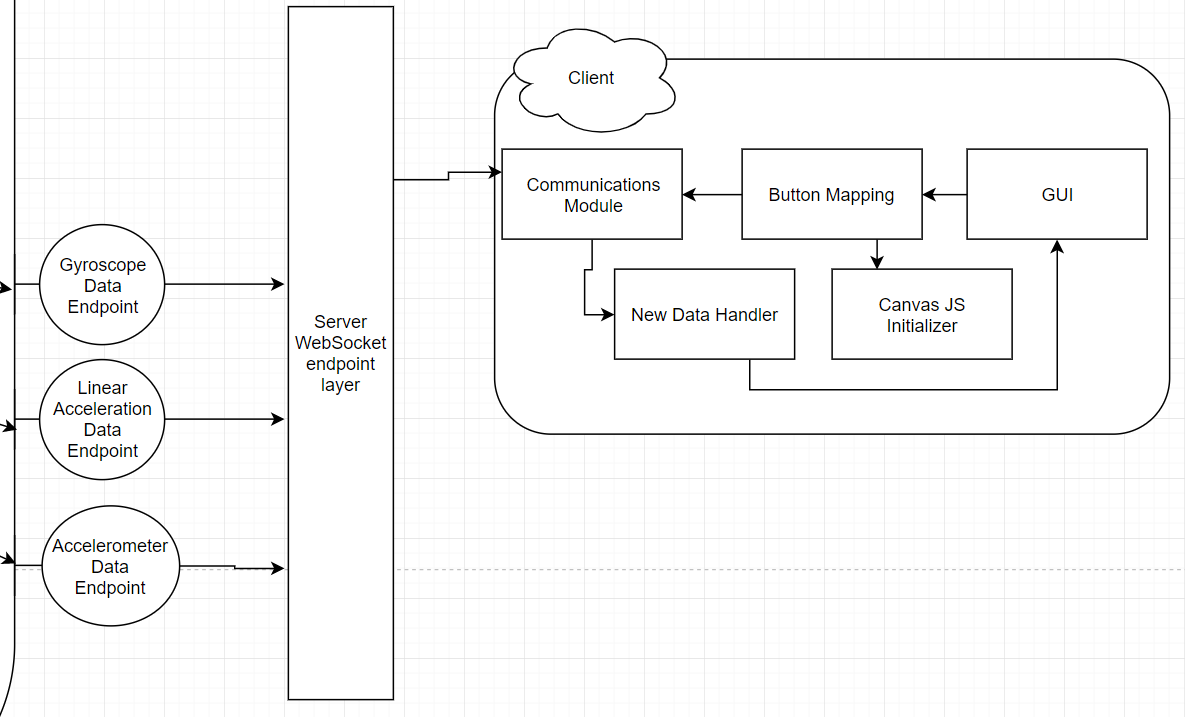 Client
Communications
Module
Button Mapping
GUI
Gyroscope
Data
Endpoint
New Data Handler
Canvas JS
Initializer
Server
WebSocket
endpoint
layer
Linear
Acceleration
Data
Endpoint
Accelerometer
Data
Endpoint